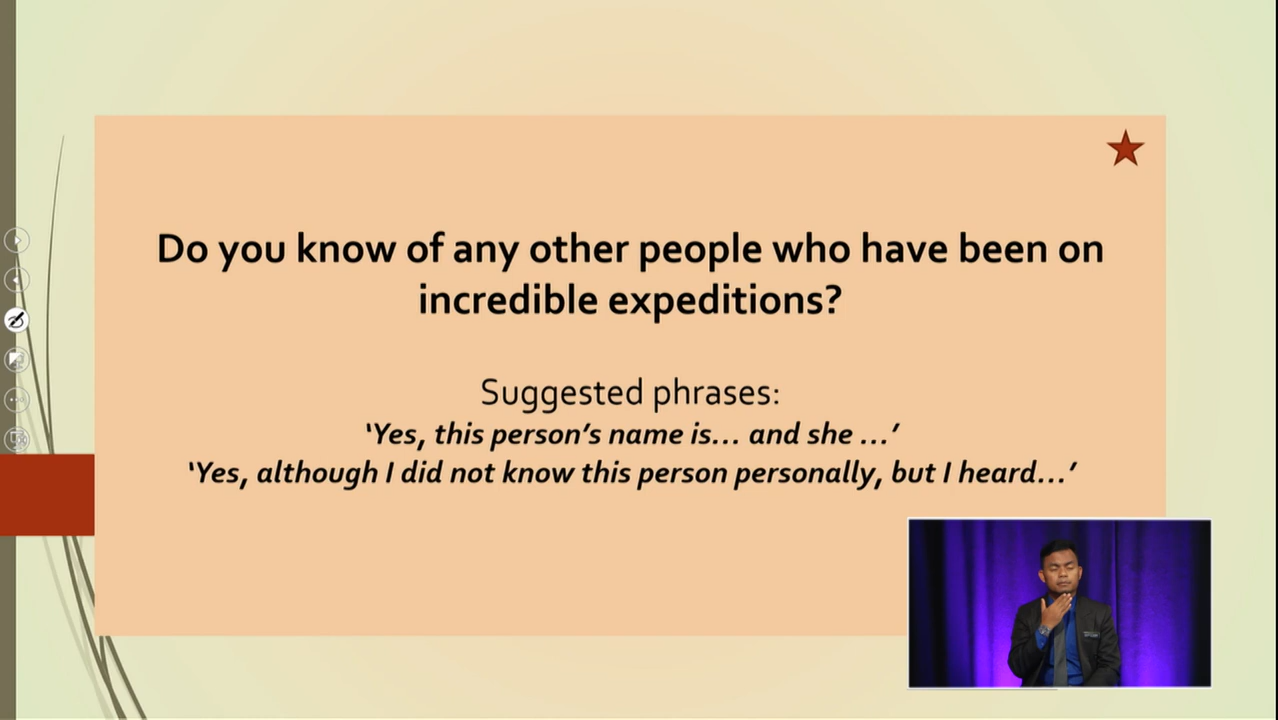 Do you know of any other people who have been on
incredible expeditions?
Suggested phrases:
‘Yes, this person’s name is… and she …’
‘Yes, although I did not know this person personally, but I heard…’